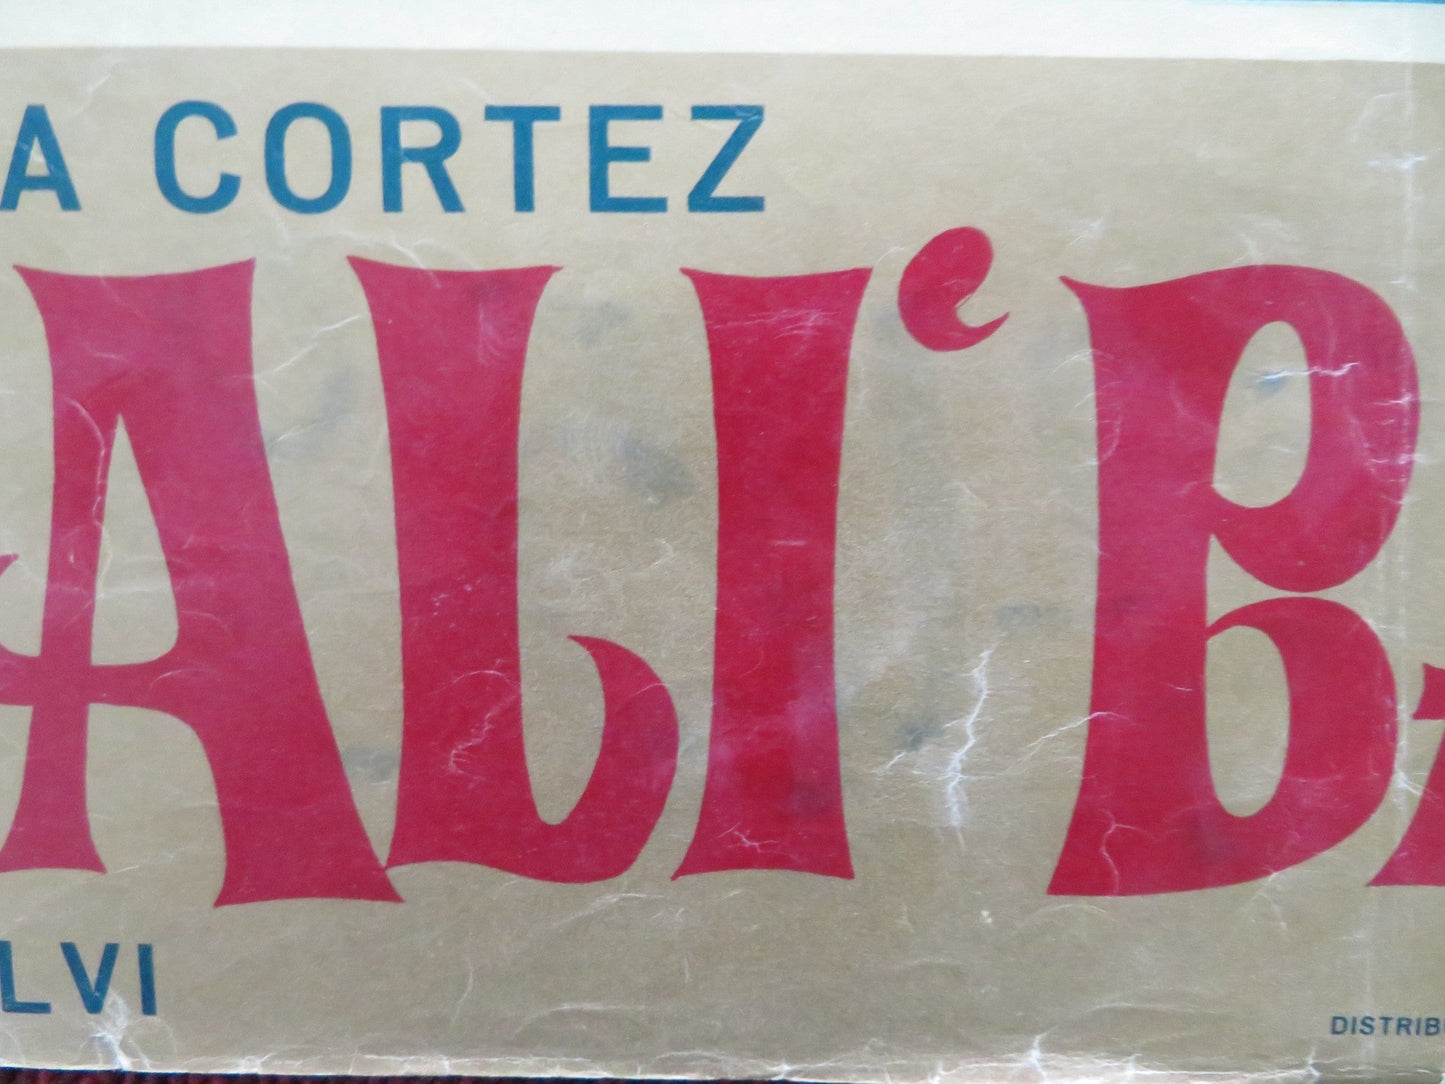 A CORTEZ
ALI' B
LVI
DISTRIB